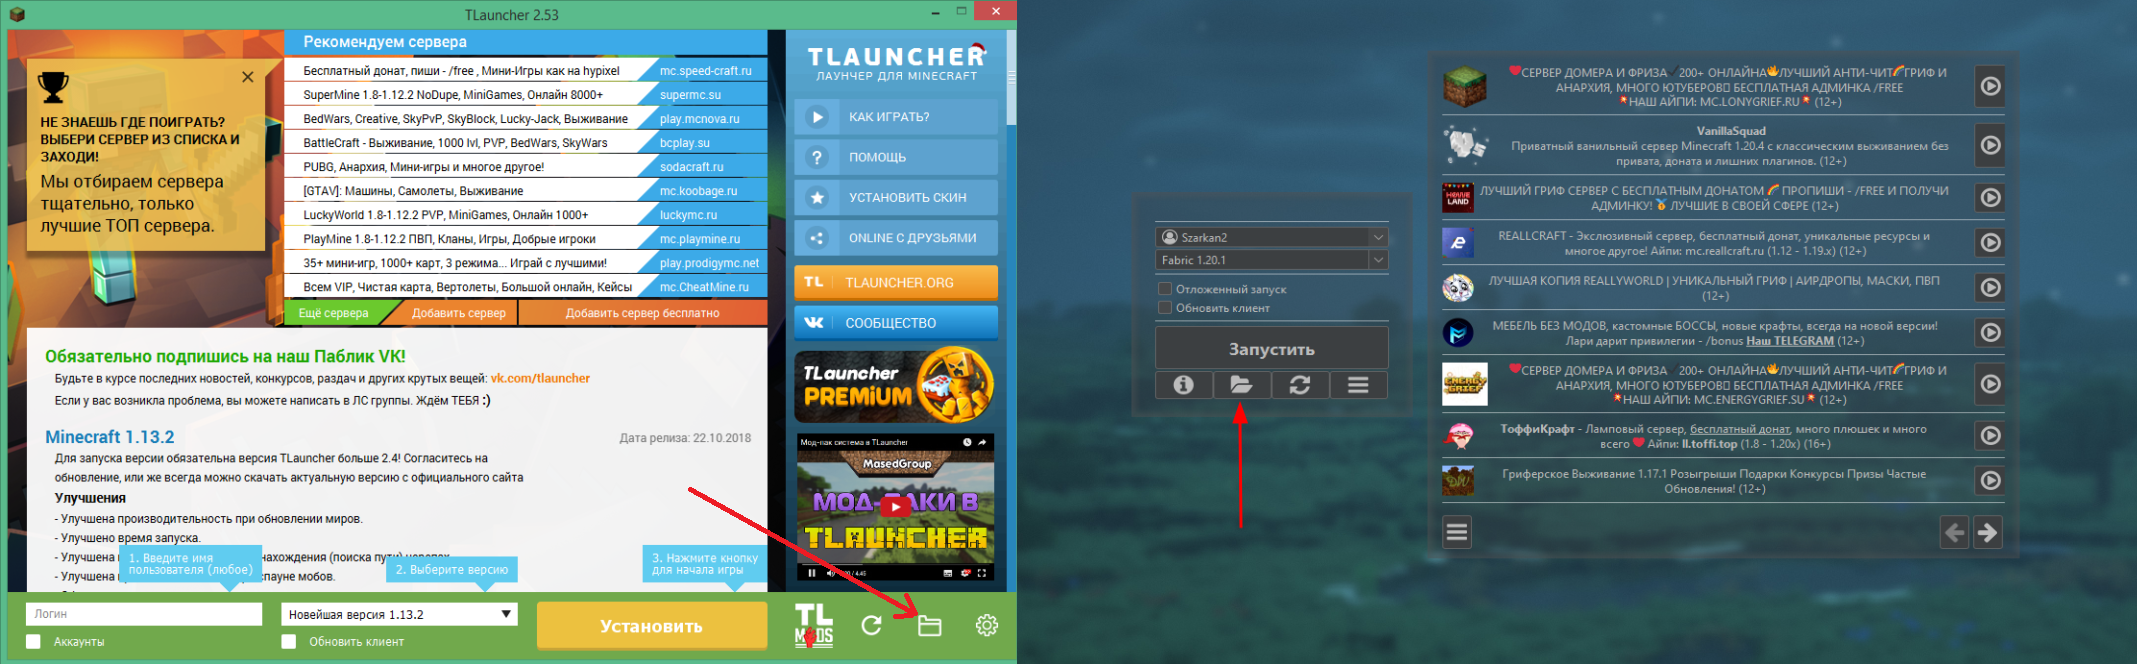 TLauncher 2.53
Рекомендуем сервера
НЕ ЗНАЕШЬ ГДЕ ПОИГРАТЬ?
ВЫБЕРИ СЕРВЕР ИЗ СПИСКА И
ЗАХОДИ!
Мы отбираем сервера
тщательно, только
лучшие ТОП сервера.
Бесплатный донат, пиши - /free , Мини-Игры как на hypixel mc.speed-craft.ru
SuperMine 1.8-1.12.2 NoDupe, MiniGames, Онлайн 8000+ supermc.su
BedWars, Creative, SkyPvP, SkyBlock, Lucky-Jack, Выживание play.mcnova.ru
BattleCraft - Выживание, 1000 lvl, PVP, BedWars, SkyWars bcplay.su
PUBG, Анархия, Мини-игры и многое другое! sodacraft.ru
[GTAV]: Машины, Самолеты, Выживание mc.koobage.ru
LuckyWorld 1.8-1.12.2 PVP, MiniGames, Онлайн 1000+ luckymc.ru
PlayMine 1.8-1.12.2 ПВП, Кланы, Игры, Добрые игроки mc.playmine.ru
35+ мини-игр, 1000+ карт, 3 режима... Играй с лучшими! play.prodigymc.net
Всем VIP, Чистая карта, Вертолеты, Большой онлайн, Кейсы mc.CheatMine.ru
Ещё сервера Добавить сервер Добавить сервер бесплатно
Обязательно подпишись на наш Паблик VK!
Будьте в курсе последних новостей, конкурсов, раздач и других крутых вещей: vk.com/tlauncher
Если у вас возникла проблема, вы можете написать в ЛС группы. Ждём ТЕБЯ :)
Minecraft 1.13.2 Дата релиза: 22.10.2018
Для запуска версии обязательна версия TLauncher больше 2.4! Согласитесь на
обновление, или же всегда можно скачать актуальную версию с официального сайта
Улучшения
- Улучшена производительность при обновлении миров.
- Улучшено время запуска.
- Улучшена нахождения (поиска пути) черепах.
- Улучшена спауне мобов.
1. Введите имя
пользователя (любое)
2. Выберите версию
3. Нажмите кнопку
для начала игры
Логин
Новейшая версия 1.13.2
Установить
Аккаунты
Обновить клиент
TL
MODS
TLAUNCHER
ЛАУНЧЕР ДЛЯ MINECRAFT
КАК ИГРАТЬ?
ПОМОЩЬ
УСТАНОВИТЬ СКИН
ONLINE С ДРУЗЬЯМИ
TL TLAUNCHER.ORG
СООБЩЕСТВО
TLauncher
PREMIUM
Мод-пак система в TLauncher
MasedGroup
МОД-ПАКИ В
TLAUNCHER
Szarkan2
Fabric 1.20.1
Отложенный запуск
Обновить клиент
Запустить
❤СЕРВЕР ДОМЕРА И ФРИЗА✔200+ ОНЛАЙНА🔥ЛУЧШИЙ АНТИ-ЧИТ🌈ГРИФ И
АНАРХИЯ, МНОГО ЮТУБЕРОВ▯ БЕСПЛАТНАЯ АДМИНКА /FREE
💥НАШ АЙПИ: MC.LONYGRIEF.RU💥 (12+)
VanillaSquad
Приватный ванильный сервер Minecraft 1.20.4 с классическим выживанием без
привата, доната и лишних плагинов. (12+)
HOME
LAND
ЛУЧШИЙ ГРИФ СЕРВЕР С БЕСПЛАТНЫМ ДОНАТОМ 🌈 ПРОПИШИ - /FREE И ПОЛУЧИ
АДМИНКУ! 🥇 ЛУЧШИЕ В СВОЕЙ СФЕРЕ (12+)
REALLCRAFT - Экслюзивный сервер, бесплатный донат, уникальные ресурсы и
многое другое! Айпи: mc.reallcraft.ru (1.12 - 1.19.x) (12+)
ЛУЧШАЯ КОПИЯ REALLYWORLD | УНИКАЛЬНЫЙ ГРИФ | АИРДРОПЫ, МАСКИ, ПВП
(12+)
МЕБЕЛЬ БЕЗ МОДОВ, кастомные БОССЫ, новые крафты, всегда на новой версии!
Лари дарит привилегии - /bonus Наш TELEGRAM (12+)
ENERGY
GRIEF
❤СЕРВЕР ДОМЕРА И ФРИЗА✔200+ ОНЛАЙНА🔥ЛУЧШИЙ АНТИ-ЧИТ🌈ГРИФ И
АНАРХИЯ, МНОГО ЮТУБЕРОВ▯ БЕСПЛАТНАЯ АДМИНКА /FREE
💥НАШ АЙПИ: MC.ENERGYGRIEF.SU💥 (12+)
ТоффиКрафт - Ламповый сервер, бесплатный донат, много плюшек и много
всего ❤ Айпи: ll.toffi.top (1.8 - 1.20x) (16+)
Гриферское Выживание 1.17.1 Розыгрыши Подарки Конкурсы Призы Частые
Обновления! (12+)